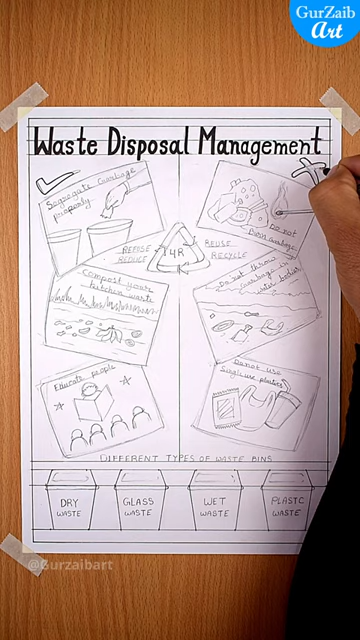 GurZaib
Art
Waste Disposal Management
Segregate Garbage
properly
Do not
Burn garbage
REFUSE
REDUCE
4R
REUSE
RECYCLE
Compost your
kitchen waste
Do not throw
Garbage in
water bodies
Educate people
Do not use
Single use plastics
DIFFERENT TYPES OF WASTE BINS
DRY
WASTE
GLASS
WASTE
WET
WASTE
PLASTC
WASTE
@Gurzaibart